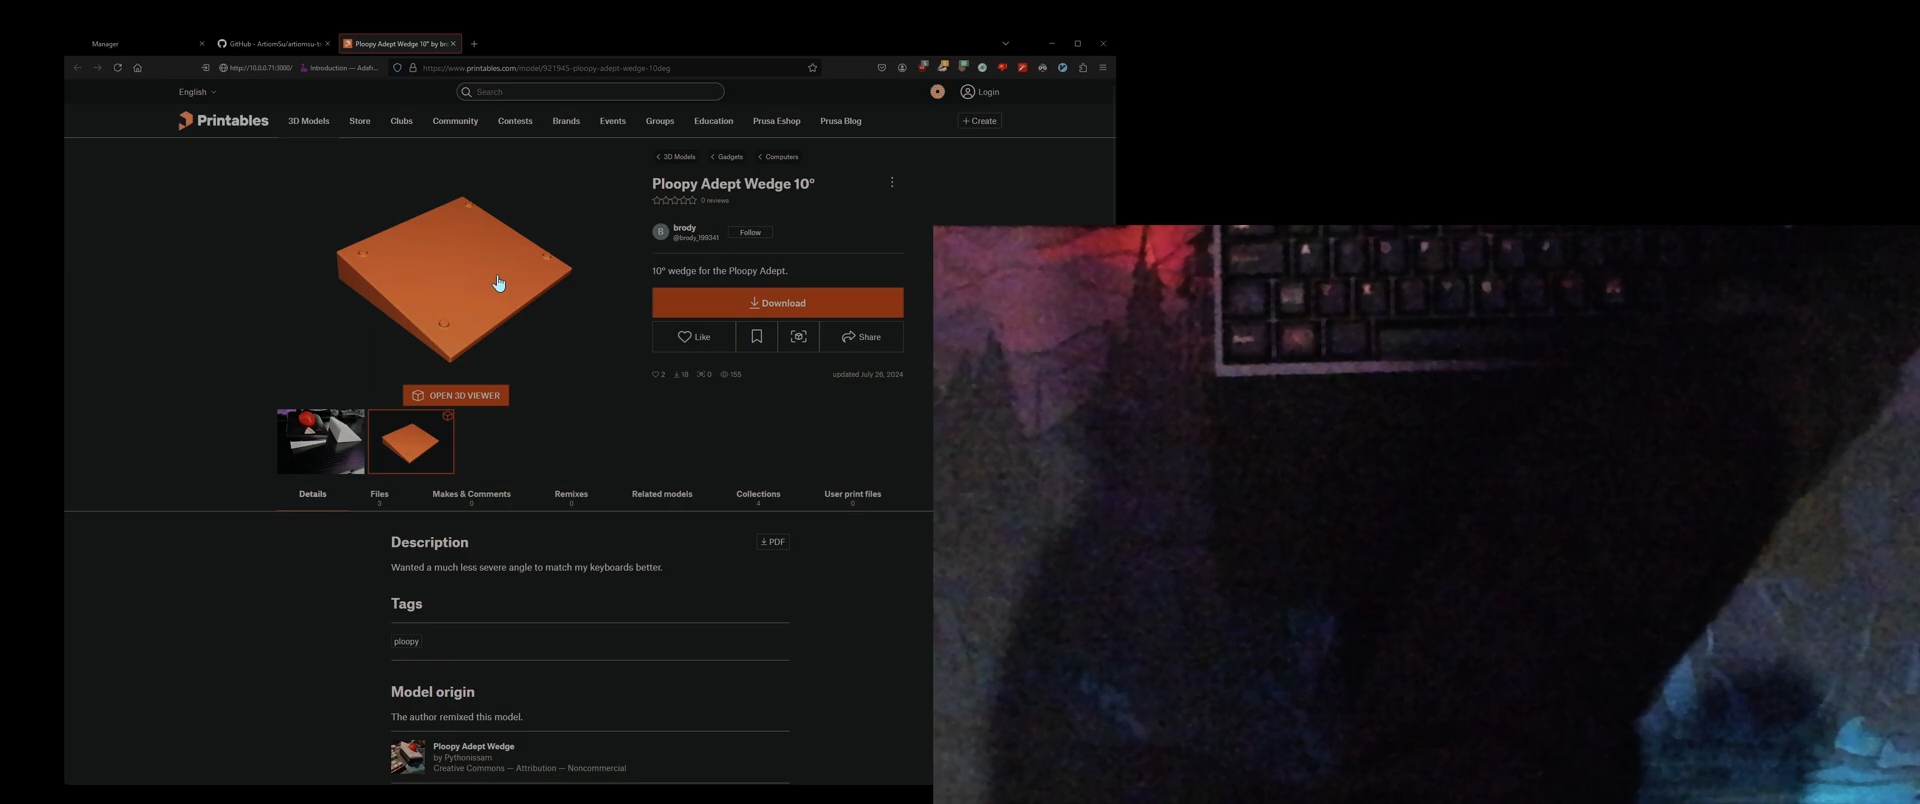 Manager
GitHub - ArtiomSu/artiomsu-t
Ploopy Adept Wedge 10° by br
http://10.0.0.71:3000/
Introduction — Adafr...
https://www.printables.com/model/921945-ploopy-adept-wedge-10deg
English
Search
Login
Printables
3D Models
Store
Clubs
Community
Contests
Brands
Events
Groups
Education
Prusa Eshop
Prusa Blog
+ Create
3D Models
Gadgets
Computers
Ploopy Adept Wedge 10°
0 reviews
B
brody
@brody_199341
Follow
10° wedge for the Ploopy Adept.
Download
Like
Share
2
18
0
155
updated July 26, 2024
OPEN 3D VIEWER
Details
Files
3
Makes & Comments
0
Remixes
0
Related models
Collections
4
User print files
0
Description
PDF
Wanted a much less severe angle to match my keyboards better.
Tags
ploopy
Model origin
The author remixed this model.
Ploopy Adept Wedge
by Pythonissam
Creative Commons — Attribution — Noncommercial